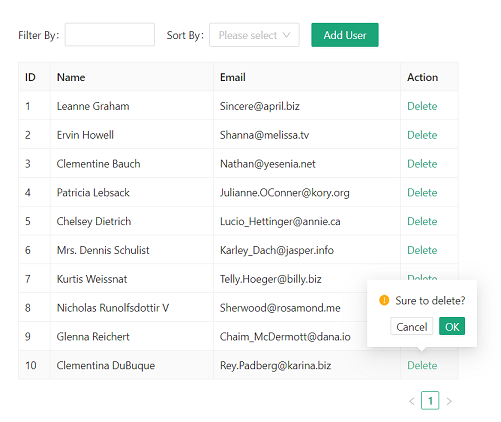 Filter By: Sort By: Please select Add User
ID Name Email Action
1 Leanne Graham Sincere@april.biz Delete
2 Ervin Howell Shanna@melissa.tv Delete
3 Clementine Bauch Nathan@yesenia.net Delete
4 Patricia Lebsack Julianne.OConner@kory.org Delete
5 Chelsey Dietrich Lucio_Hettinger@annie.ca Delete
6 Mrs. Dennis Schulist Karley_Dach@jasper.info Delete
7 Kurtis Weissnat Telly.Hoeger@billy.biz Delete
8 Nicholas Runolfsdottir V Sherwood@rosamond.me
9 Glenna Reichert Chaim_McDermott@dana.io
Sure to delete?
Cancel OK
10 Clementina DuBuque Rey.Padberg@karina.biz Delete
< 1 >